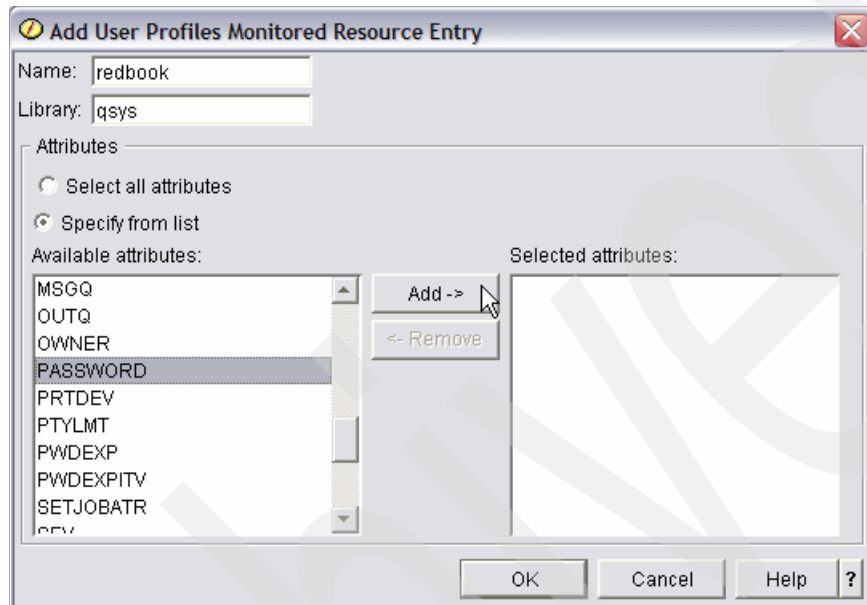 Add User Profiles Monitored Resource Entry
Name: redbook
Library: qsys
Attributes
Select all attributes
Specify from list
Available attributes:
Selected attributes:
MSGQ
OUTQ
OWNER
PASSWORD
PRTDEV
PTYLMT
PWDEXP
PWDEXPITV
SETJOBATR
Add ->
<- Remove
OK Cancel Help ?